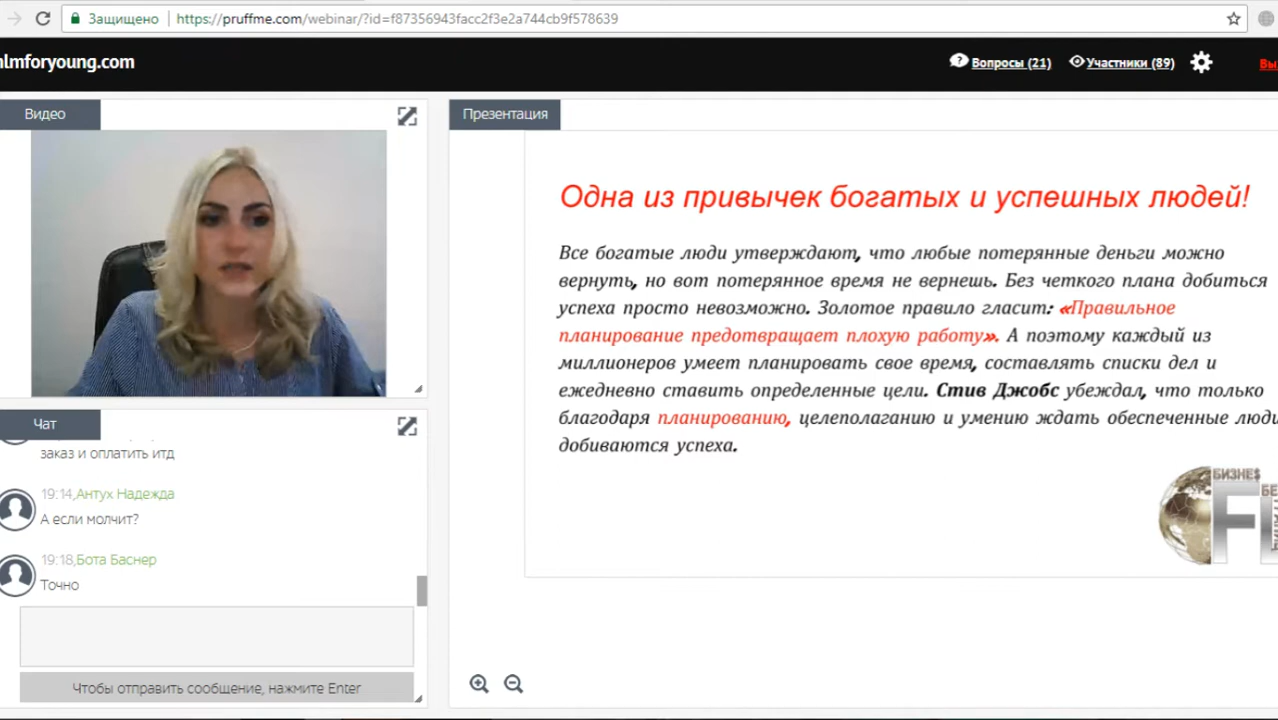 Защищено
https://pruffme.com/webinar/?id=f87356943facc2f3e2a744cb9f578639
nlmforyoung.com
Вопросы (21)
Участники (89)
Вы
Видео
Презентация
Одна из привычек богатых и успешных людей!
Все богатые люди утверждают, что любые потерянные деньги можно
вернуть, но вот потерянное время не вернешь. Без четкого плана добиться
успеха просто невозможно. Золотое правило гласит: «Правильное
планирование предотвращает плохую работу». А поэтому каждый из
миллионеров умеет планировать свое время, составлять списки дел и
ежедневно ставить определенные цели. Стив Джобс убеждал, что только
благодаря планированию, целеполаганию и умению ждать обеспеченные люди
добиваются успеха.
БИЗНЕS
БЕ
FI
Чат
заказ и оплатить итд
19:14,Антух Надежда
А если молчит?
19:18,Бота Баснер
Точно
Чтобы отправить сообщение, нажмите Enter